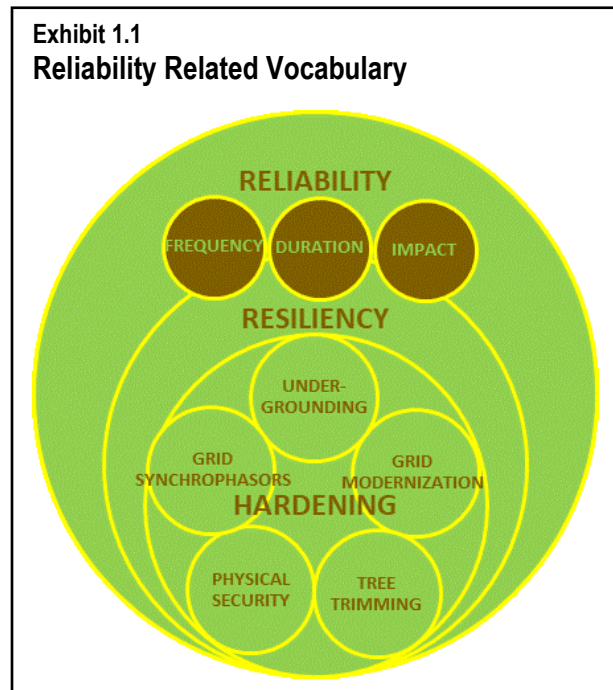 Exhibit 1.1
Reliability Related Vocabulary
RELIABILITY
FREQUENCY
DURATION
IMPACT
RESILIENCY
UNDER-
GROUNDING
GRID
SYNCHROPHASORS
GRID
MODERNIZATION
HARDENING
PHYSICAL
SECURITY
TREE
TRIMMING